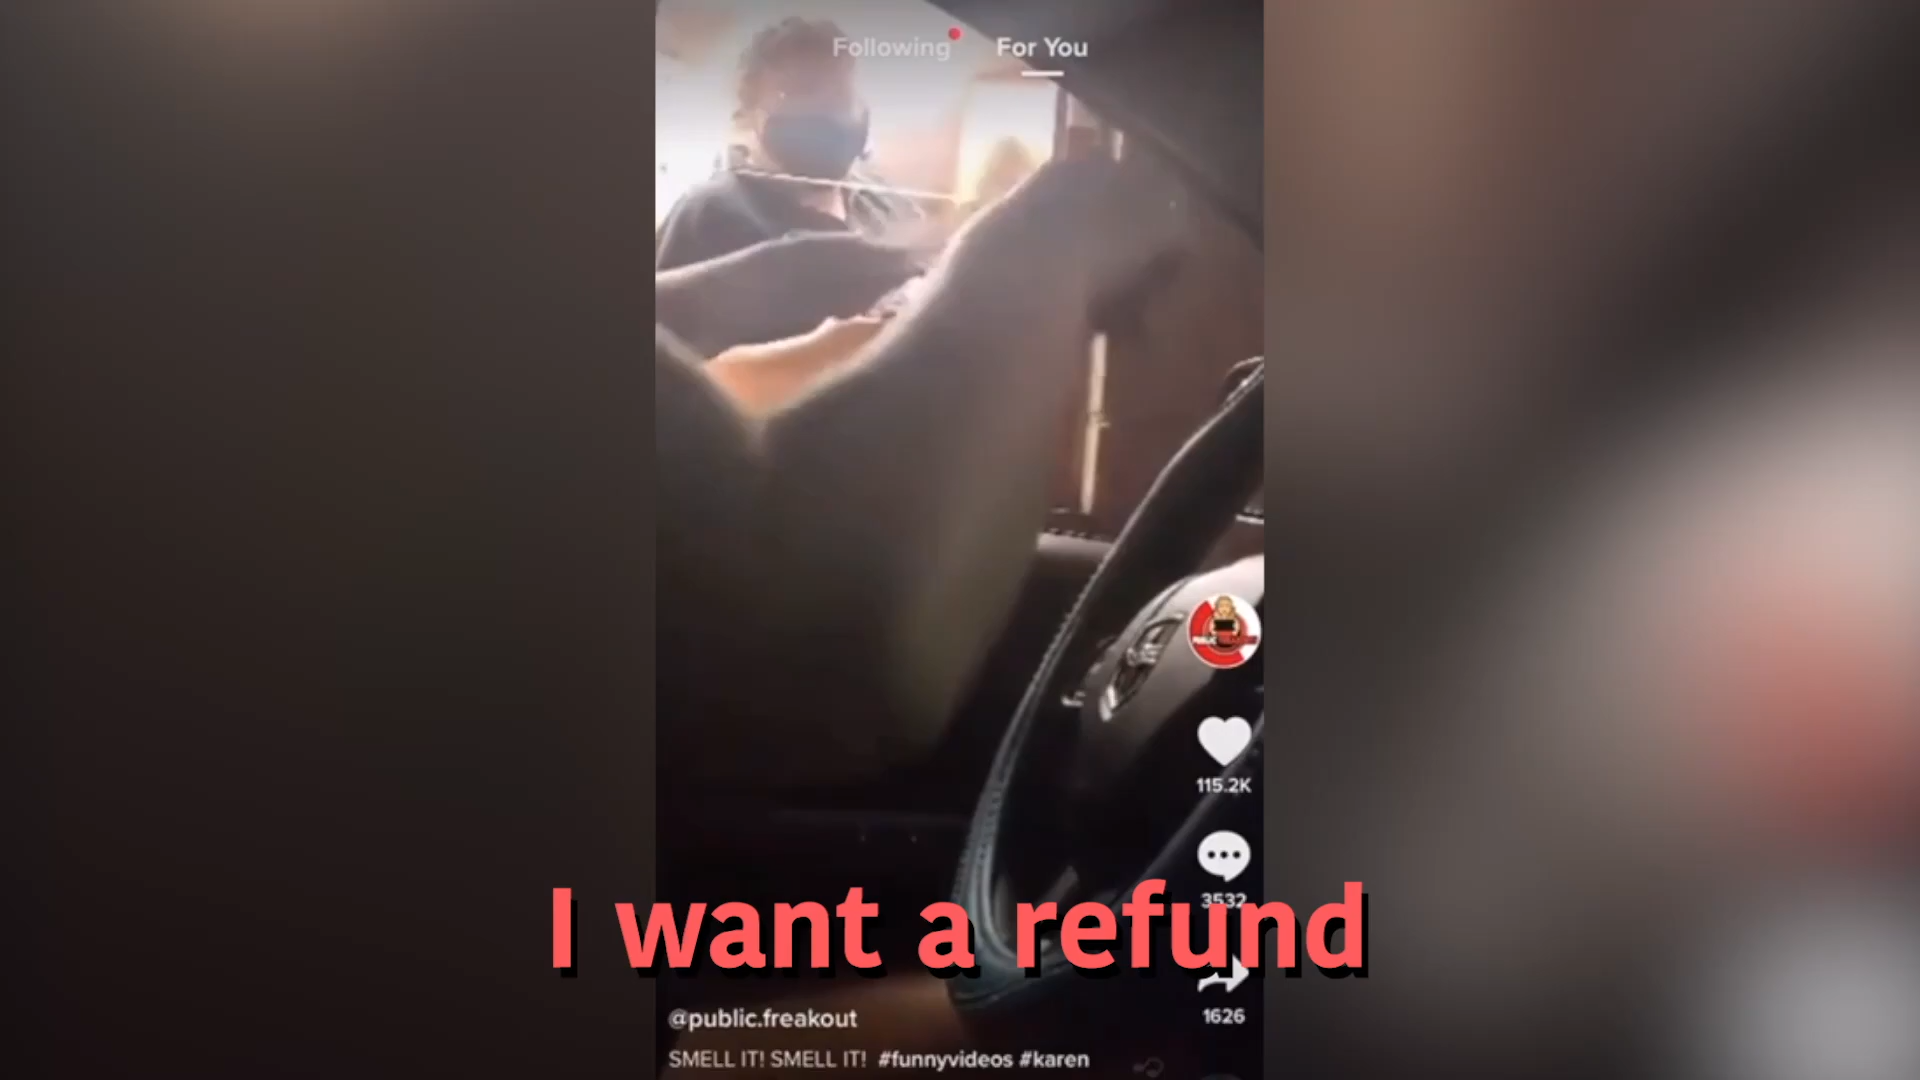 Following For You
115.2K
3532
I want a refund
1626
@public.freakout
SMELL IT! SMELL IT! #funnyvideos #karen